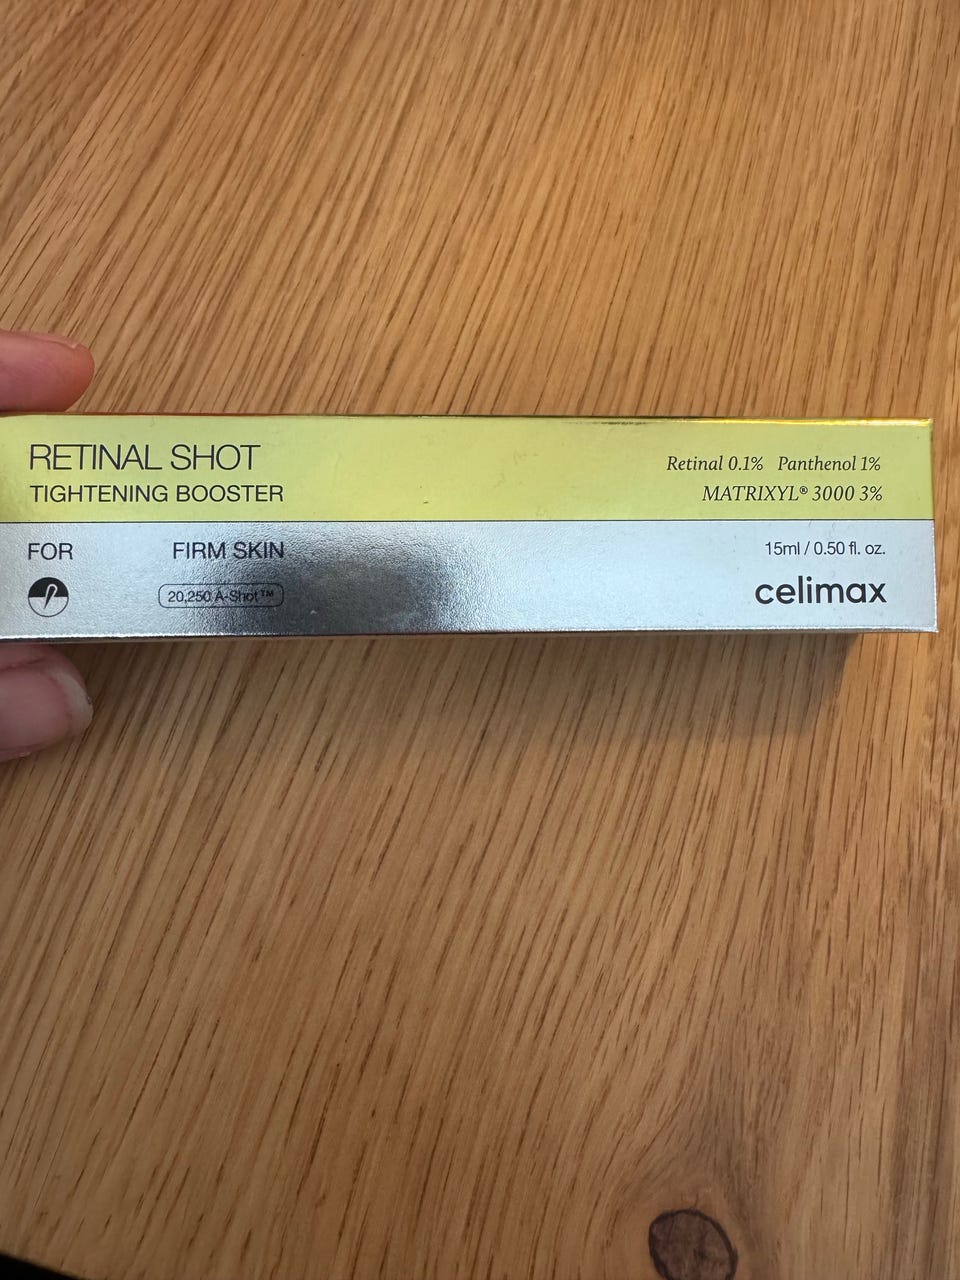 RETINAL SHOT
TIGHTENING BOOSTER
Retinal 0.1% Panthenol 1%
MATRIXYL® 3000 3%
FOR FIRM SKIN
20,250 A-Shot™
15ml / 0.50 fl. oz.
celimax